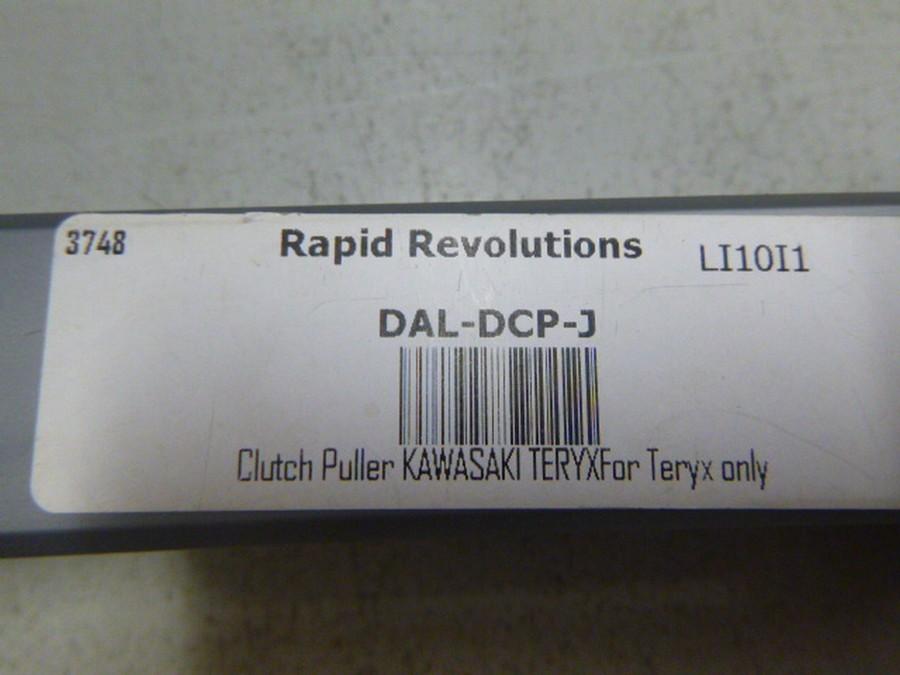 3748 Rapid Revolutions LI10I1
DAL-DCP-J
Clutch Puller KAWASAKI TERYXFor Teryx only